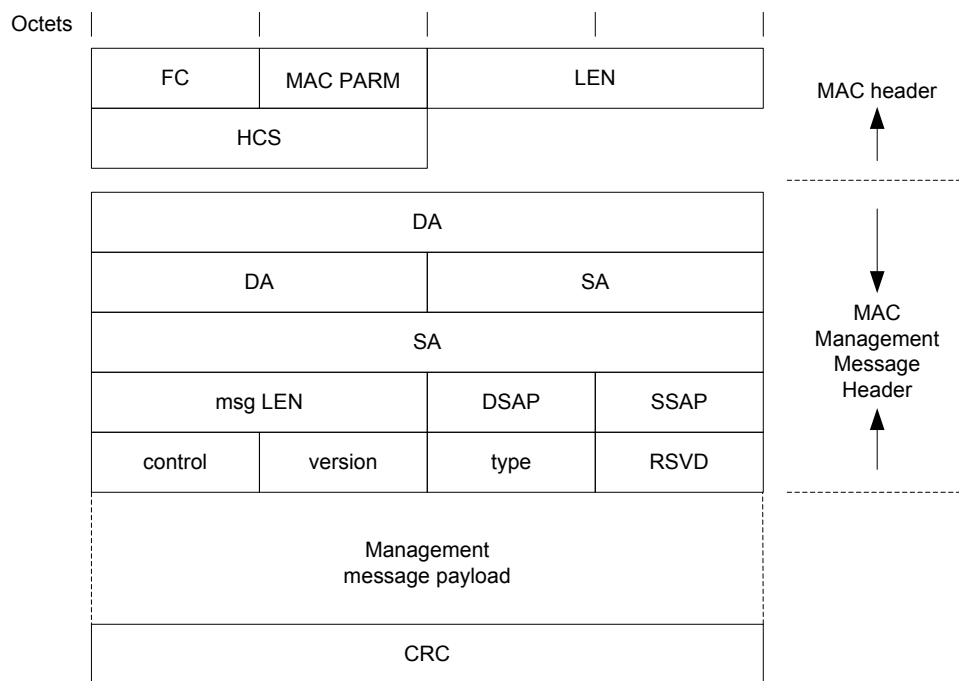 Octets
FC
MAC PARM
LEN
MAC header
HCS
DA
DA
SA
SA
MAC
Management
Message
Header
msg LEN
DSAP
SSAP
control
version
type
RSVD
Management
message payload
CRC